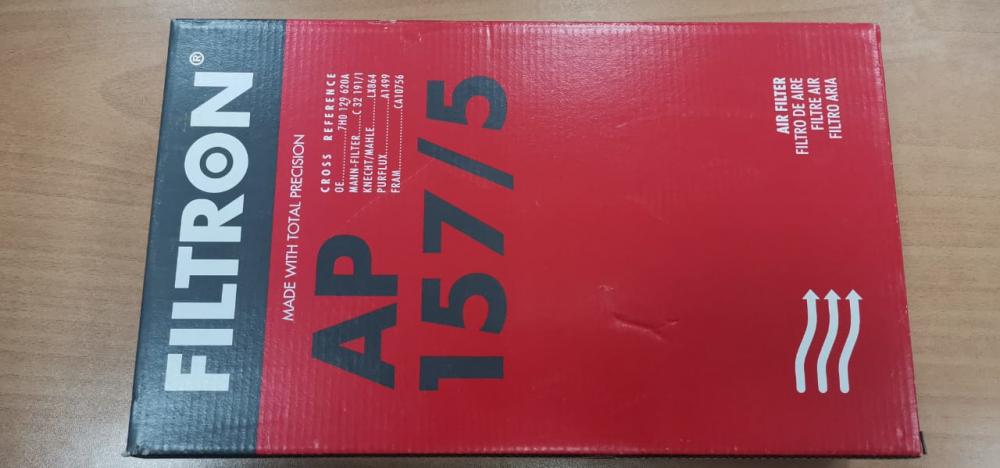 FILTRON®
MADE WITH TOTAL PRECISION
AP
157/5
CROSS REFERENCE
OE..................7H0 129 620A
MANN-FILTER......C 32 191/1
KNECHT/MAHLE........LX864
PURFLUX...............A1499
FRAM...............CA10756
AIR FILTER
FILTRO DE AIRE
FILTRE AIR
FILTRO ARIA